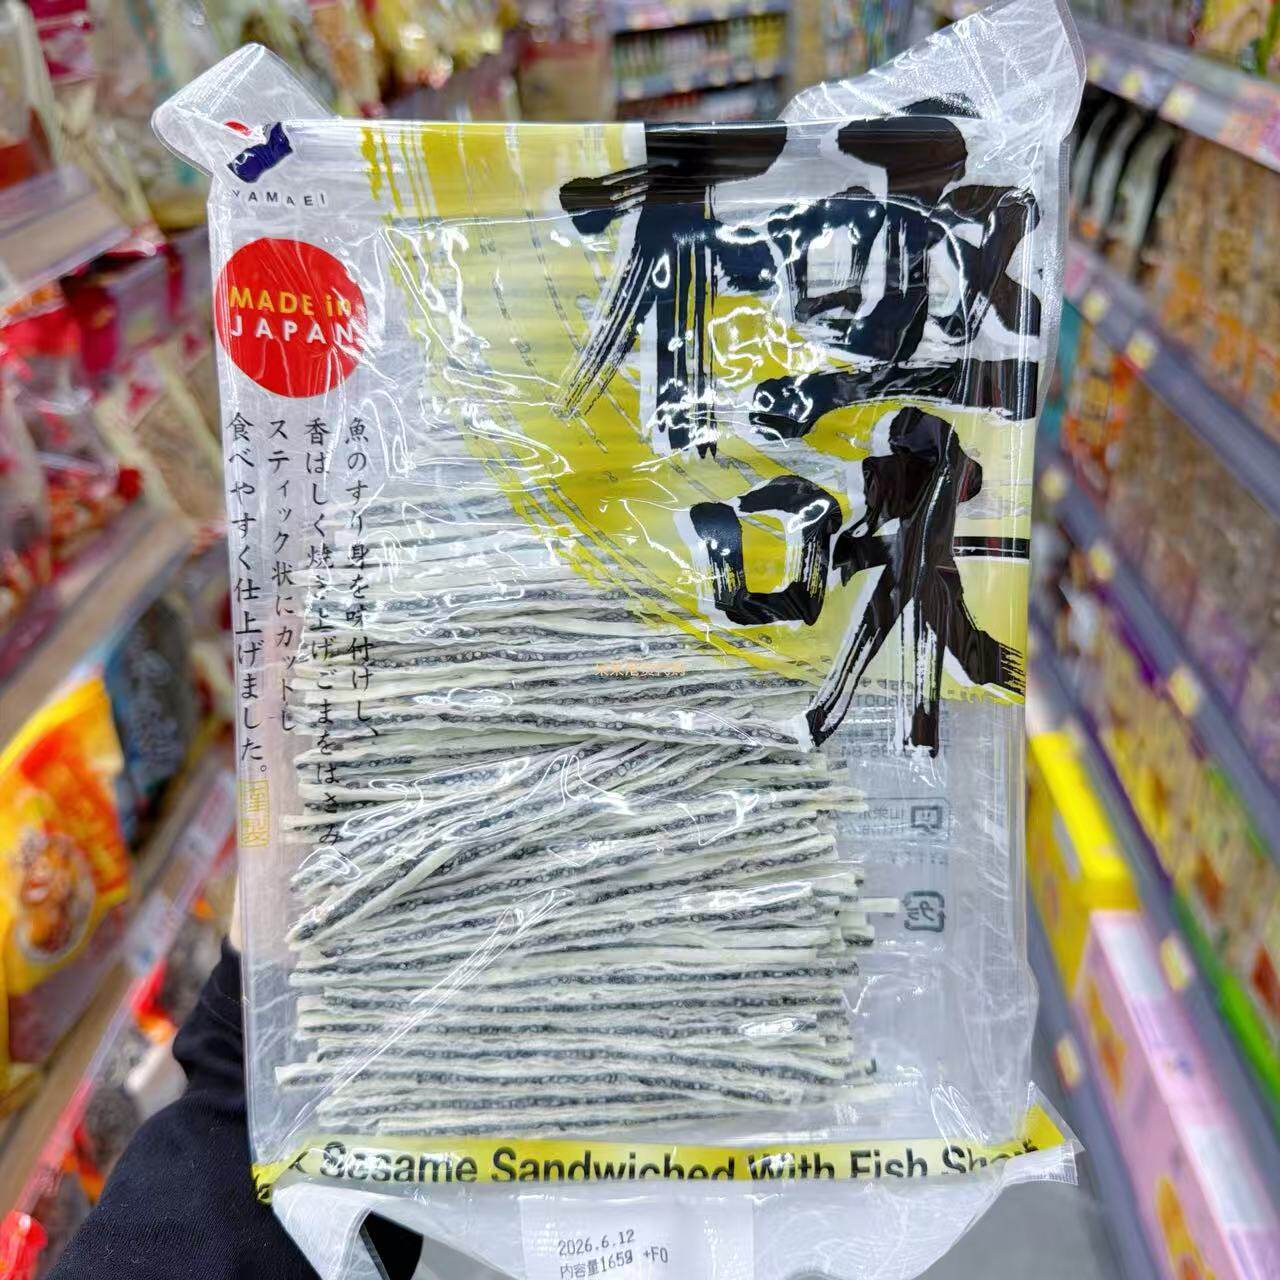 YAMAEI
MADE in
JAPAN
極
味
魚のすり身を味付けし、
香ばしく焼き上げごまをはさみ
スティック状にカットし
食べやすく仕上げました。
Sesame Sandwiched With Fish
2026.6.12
内容量165g +F0